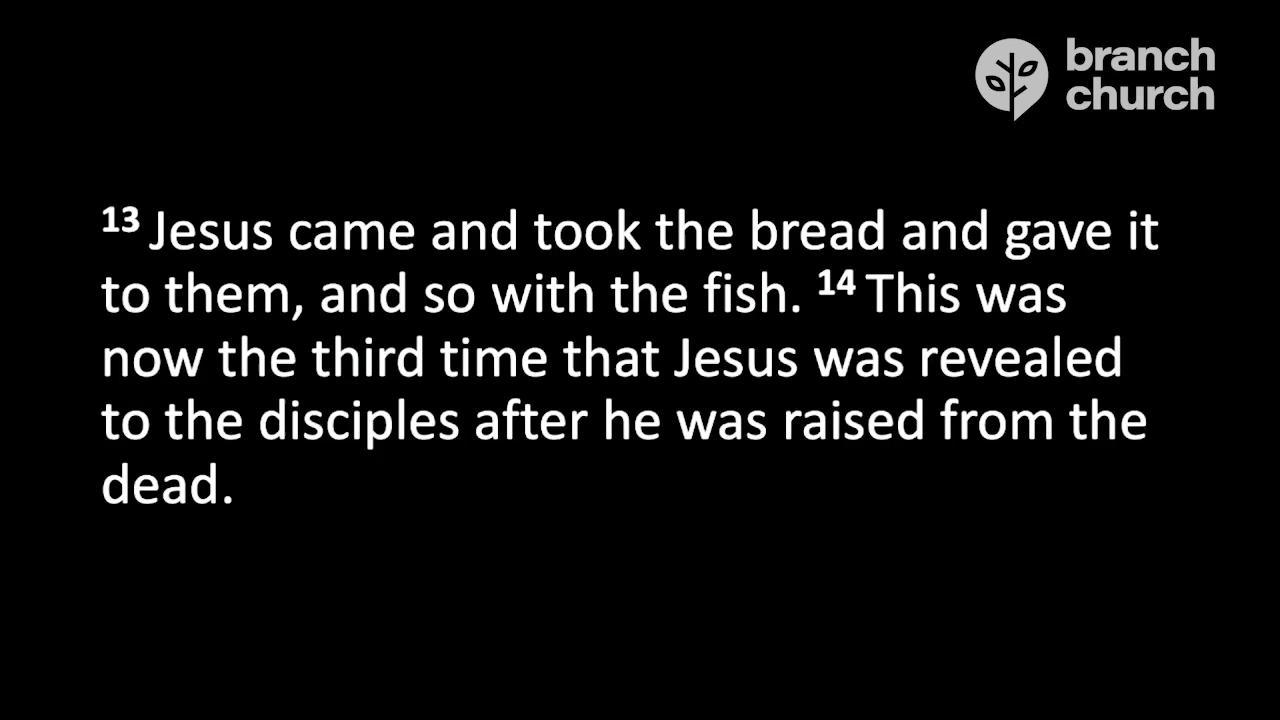 branch
church
13 Jesus came and took the bread and gave it
to them, and so with the fish. 14 This was
now the third time that Jesus was revealed
to the disciples after he was raised from the
dead.